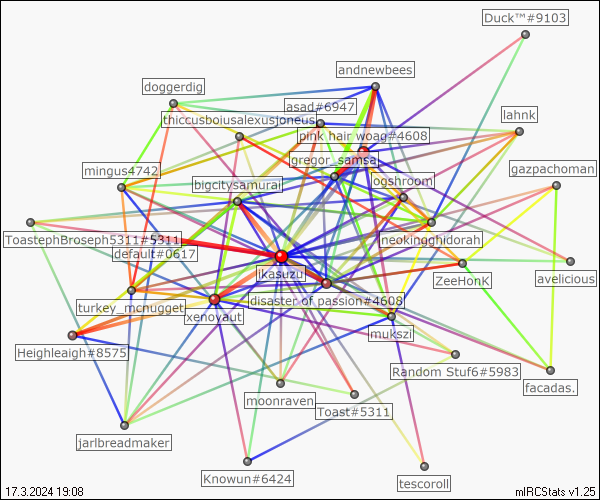 Duck™#9103
andnewbees
doggerdig
asad#6947
lahnk
thiccusboiusalexusjoneus
pink hair woag#4608
gregor_samsa
mingus4742
gazpachoman
ogshroom
bigcitysamurai
ToastephBroseph5311#5311
neokingghidorah
default#0617
ikasuzu
avelicious
ZeeHonK
turkey_mcnugget
disaster of passion#4608
xenoyaut
mukszi
Heighleaigh#8575
Random Stuf6#5983
facadas.
moonraven
Toast#5311
jarlbreadmaker
Knowun#6424
tescoroll
17.3.2024 19:08
mIRCStats v1.25